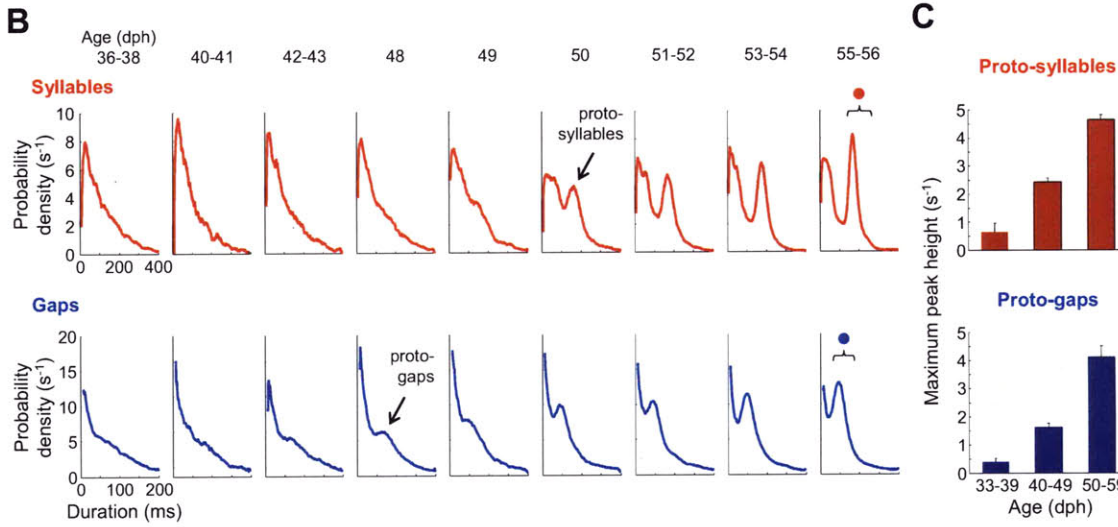 B
C
Age (dph)
36-38 40-41 42-43 48 49 50 51-52 53-54 55-56
Syllables
Proto-syllables
proto-
syllables
Probability
density (s⁻¹)
10
8
6
4
2
0
0 200 400
5
4
3
2
1
0
Gaps
Proto-gaps
proto-
gaps
Probability
density (s⁻¹)
20
15
10
5
0
0 100 200
Duration (ms)
Maximum peak height (s⁻¹)
5
4
3
2
1
0
33-39 40-49 50-59
Age (dph)